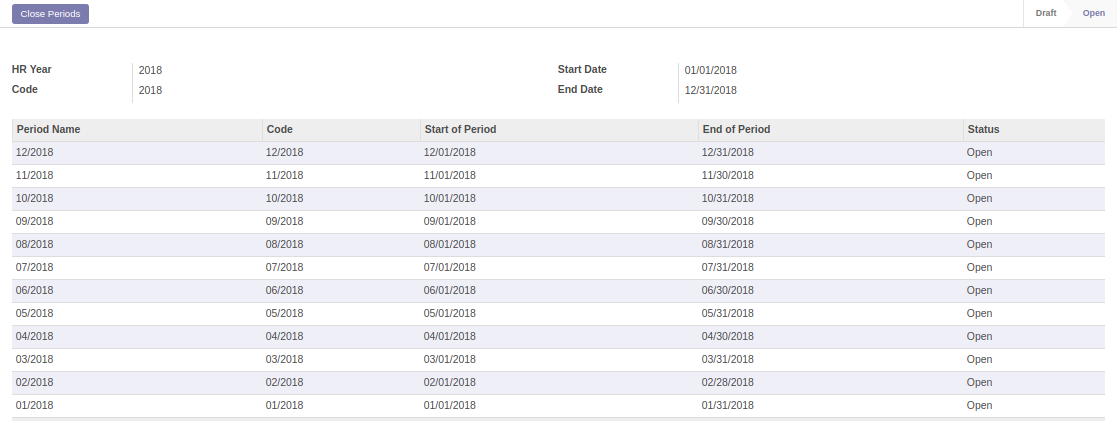 Close Periods Draft Open
HR Year 2018 Start Date 01/01/2018
Code 2018 End Date 12/31/2018
Period Name Code Start of Period End of Period Status
12/2018 12/2018 12/01/2018 12/31/2018 Open
11/2018 11/2018 11/01/2018 11/30/2018 Open
10/2018 10/2018 10/01/2018 10/31/2018 Open
09/2018 09/2018 09/01/2018 09/30/2018 Open
08/2018 08/2018 08/01/2018 08/31/2018 Open
07/2018 07/2018 07/01/2018 07/31/2018 Open
06/2018 06/2018 06/01/2018 06/30/2018 Open
05/2018 05/2018 05/01/2018 05/31/2018 Open
04/2018 04/2018 04/01/2018 04/30/2018 Open
03/2018 03/2018 03/01/2018 03/31/2018 Open
02/2018 02/2018 02/01/2018 02/28/2018 Open
01/2018 01/2018 01/01/2018 01/31/2018 Open